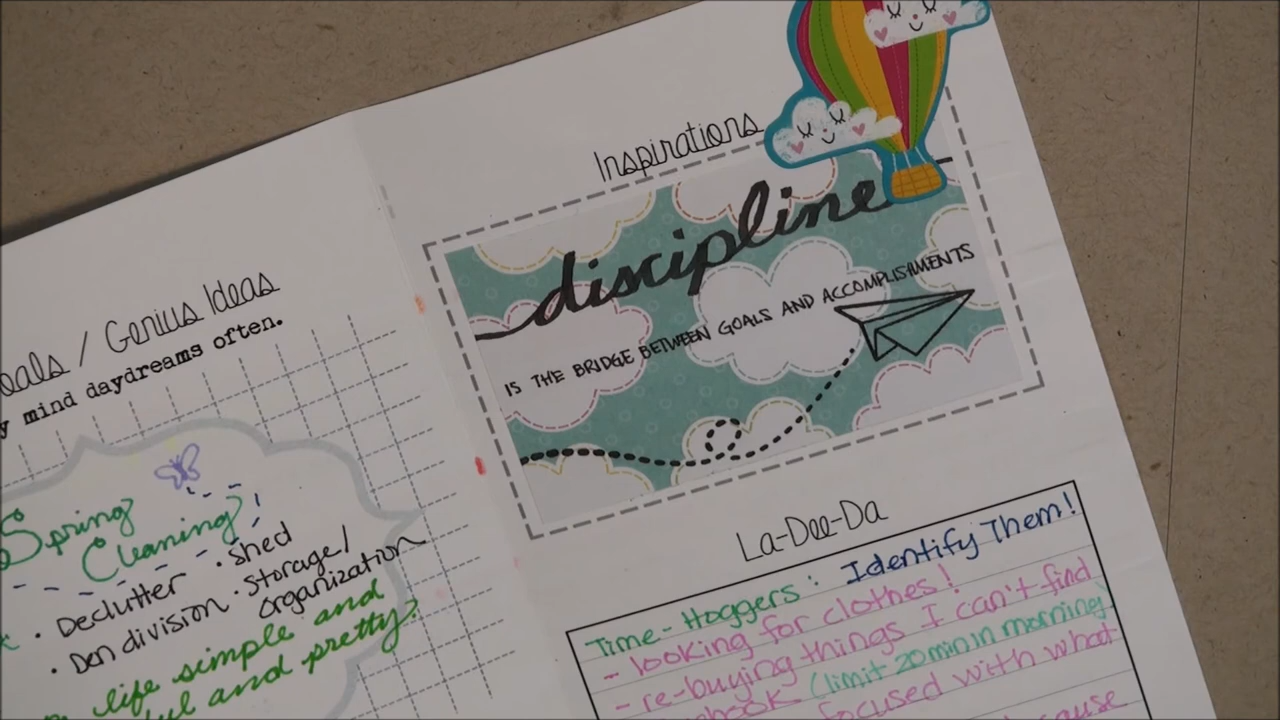 / Genius Ideas
mind daydreams often.
Spring
Cleaning
• Declutter • Shed
• Den division • Storage/
Organization
life simple and
and pretty?
Inspirations
discipline
IS THE BRIDGE BETWEEN GOALS AND ACCOMPLISHMENTS
La-Dee-Da
Time-Hoggers: Identify Them!
- looking for clothes!
- re-buying things I can't find
(limit 20 min in morning)
focused with what